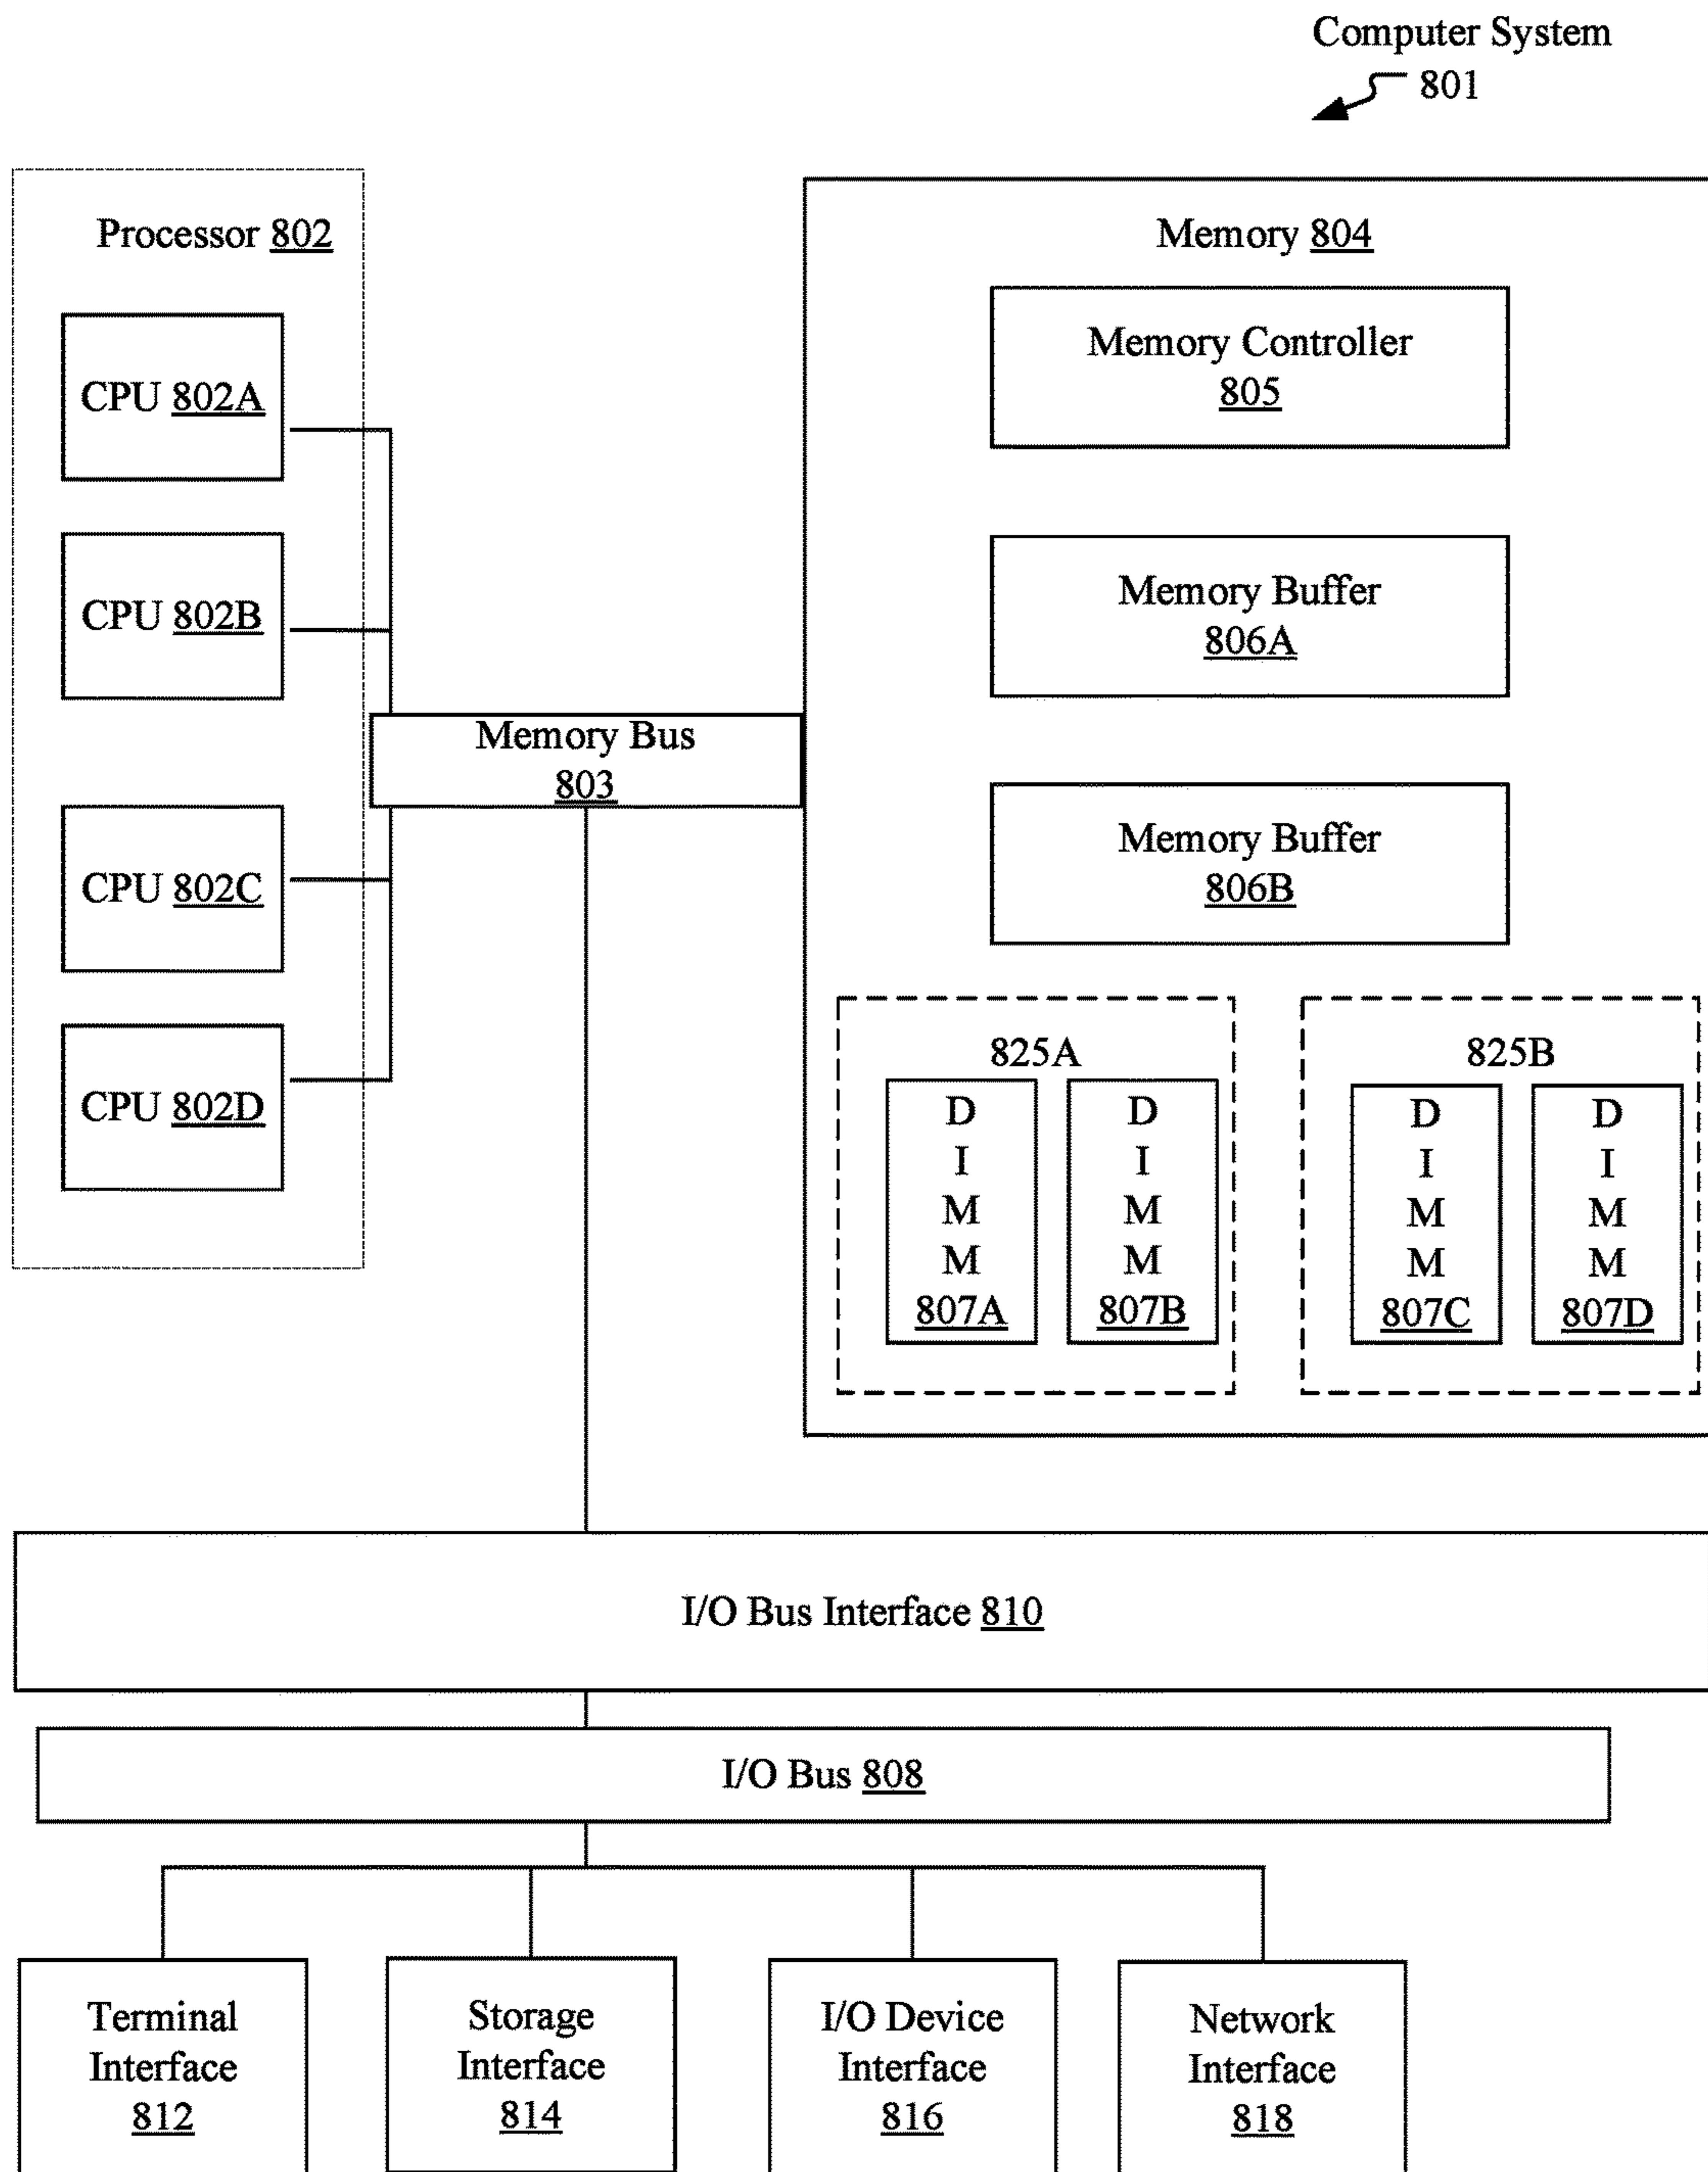 Computer System
801
Processor 802
CPU 802A
CPU 802B
CPU 802C
CPU 802D
Memory Bus
803
Memory 804
Memory Controller
805
Memory Buffer
806A
Memory Buffer
806B
825A
D
I
M
M
807A
D
I
M
M
807B
825B
D
I
M
M
807C
D
I
M
M
807D
I/O Bus Interface 810
I/O Bus 808
Terminal
Interface
812
Storage
Interface
814
I/O Device
Interface
816
Network
Interface
818